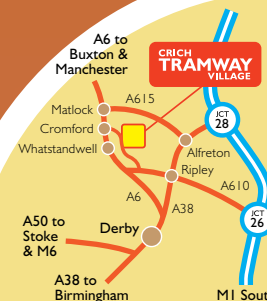 A6 to
Buxton &
Manchester
CRICH
TRAMWAY
VILLAGE
A615
Matlock
Cromford
Whatstandwell
JCT
28
Alfreton
Ripley
A610
A6
A38
JCT
26
A50 to
Stoke
& M6
Derby
A38 to
Birmingham
M1 Sout